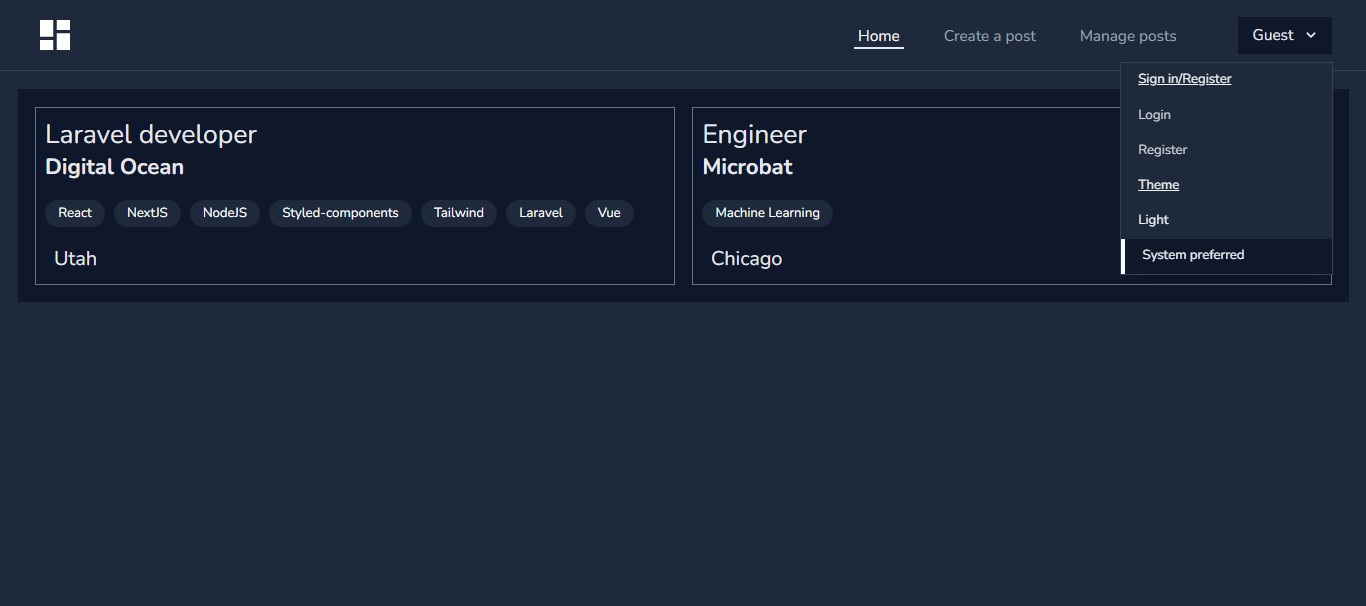 Home Create a post Manage posts Guest
Sign in/Register
Login
Register
Theme
Light
System preferred
Laravel developer
Digital Ocean
React NextJS NodeJS Styled-components Tailwind Laravel Vue
Utah
Engineer
Microbat
Machine Learning
Chicago